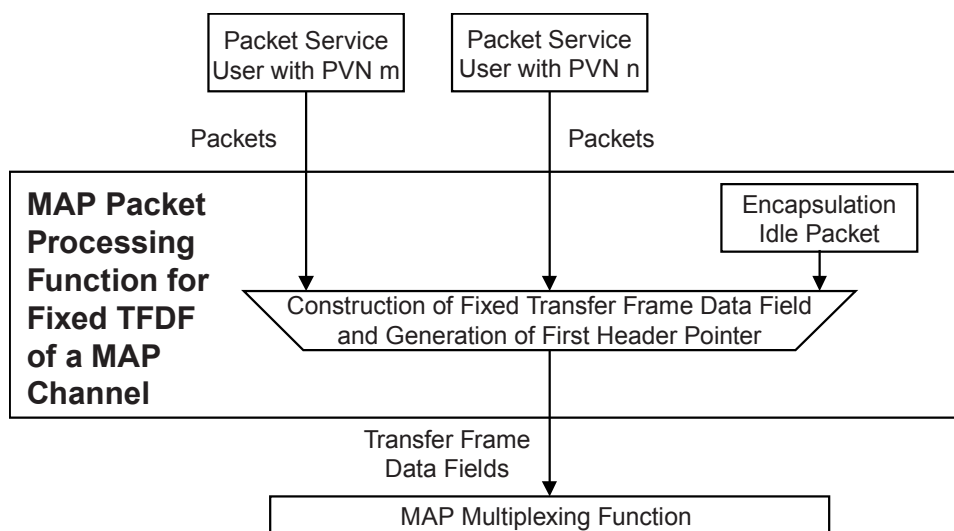 Packet Service
User with PVN m
Packet Service
User with PVN n
Packets
Packets
MAP Packet
Processing
Function for
Fixed TFDF
of a MAP
Channel
Encapsulation
Idle Packet
Construction of Fixed Transfer Frame Data Field
and Generation of First Header Pointer
Transfer Frame
Data Fields
MAP Multiplexing Function